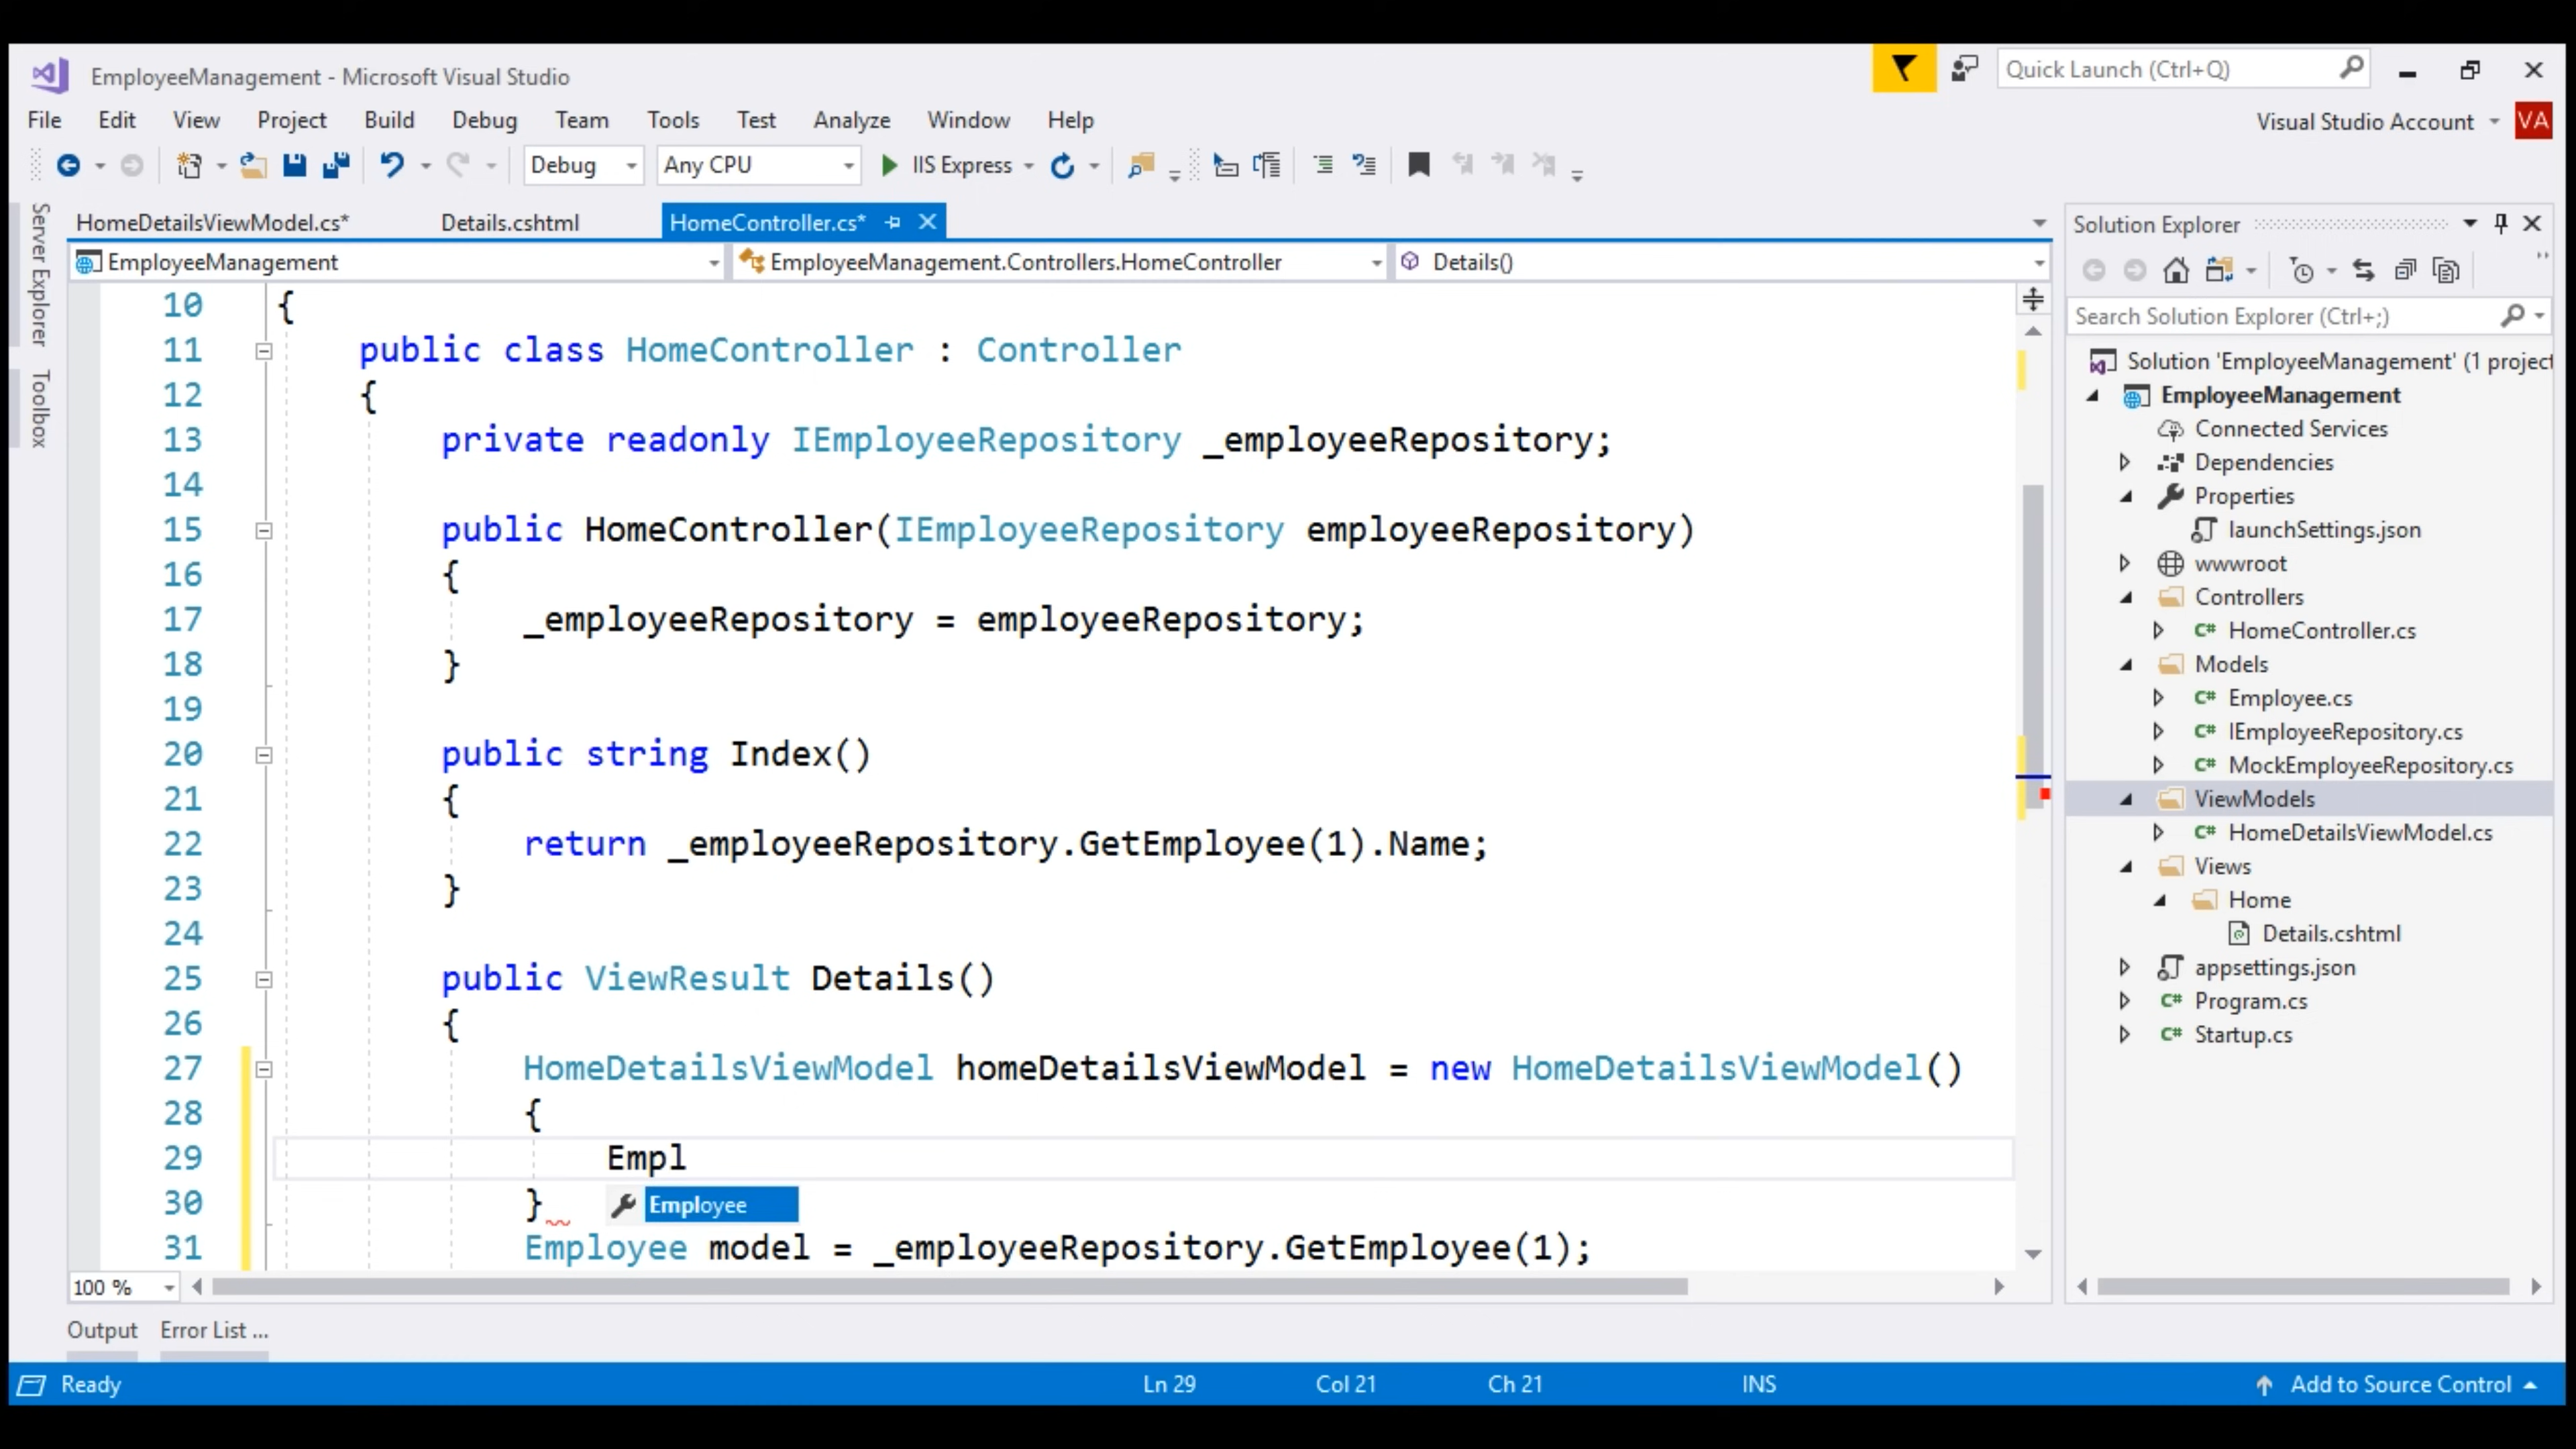 EmployeeManagement - Microsoft Visual Studio
Quick Launch (Ctrl+Q)
File Edit View Project Build Debug Team Tools Test Analyze Window Help
Visual Studio Account VA
Debug Any CPU IIS Express
Server Explorer
Toolbox
HomeDetailsViewModel.cs* Details.cshtml HomeController.cs*
EmployeeManagement EmployeeManagement.Controllers.HomeController Details()
10 {
11 public class HomeController : Controller
12 {
13 private readonly IEmployeeRepository _employeeRepository;
14
15 public HomeController(IEmployeeRepository employeeRepository)
16 {
17 _employeeRepository = employeeRepository;
18 }
19
20 public string Index()
21 {
22 return _employeeRepository.GetEmployee(1).Name;
23 }
24
25 public ViewResult Details()
26 {
27 HomeDetailsViewModel homeDetailsViewModel = new HomeDetailsViewModel()
28 {
29 Empl
30 } Employee
31 Employee model = _employeeRepository.GetEmployee(1);
100 %
Solution Explorer
Search Solution Explorer (Ctrl+;)
Solution 'EmployeeManagement' (1 project
EmployeeManagement
Connected Services
Dependencies
Properties
launchSettings.json
wwwroot
Controllers
C# HomeController.cs
Models
C# Employee.cs
C# IEmployeeRepository.cs
C# MockEmployeeRepository.cs
ViewModels
C# HomeDetailsViewModel.cs
Views
Home
Details.cshtml
appsettings.json
C# Program.cs
C# Startup.cs
Output Error List ...
Ready Ln 29 Col 21 Ch 21 INS Add to Source Control